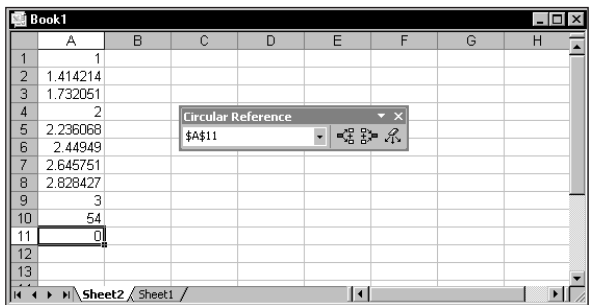 Book1
A B C D E F G H
1 1
2 1.414214
3 1.732051
4 2
Circular Reference
5 2.236068
$A$11
6 2.44949
7 2.645751
8 2.828427
9 3
10 54
11 0
12
13
Sheet2 Sheet1